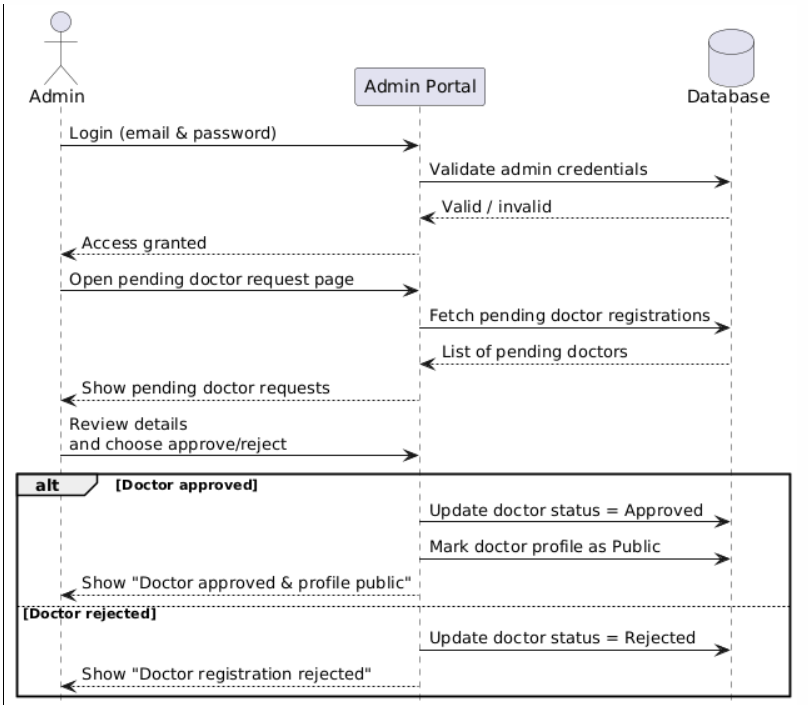 Admin
Admin Portal
Database
Login (email & password)
Validate admin credentials
Valid / invalid
Access granted
Open pending doctor request page
Fetch pending doctor registrations
List of pending doctors
Show pending doctor requests
Review details
and choose approve/reject
alt
[Doctor approved]
Update doctor status = Approved
Mark doctor profile as Public
Show "Doctor approved & profile public"
[Doctor rejected]
Update doctor status = Rejected
Show "Doctor registration rejected"